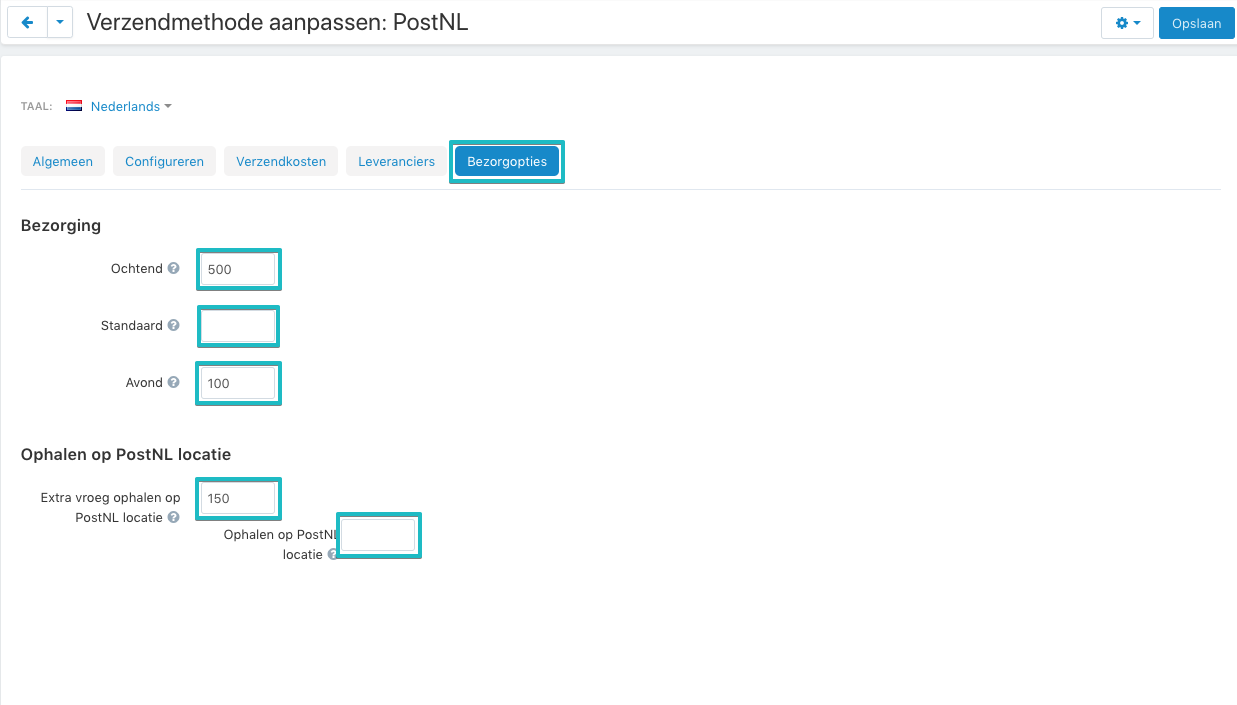 Verzendmethode aanpassen: PostNL
Opslaan
TAAL: Nederlands
Algemeen Configureren Verzendkosten Leveranciers Bezorgopties
Bezorging
Ochtend ? 500
Standaard ?
Avond ? 100
Ophalen op PostNL locatie
Extra vroeg ophalen op
PostNL locatie ?
150
Ophalen op PostNL
locatie ?